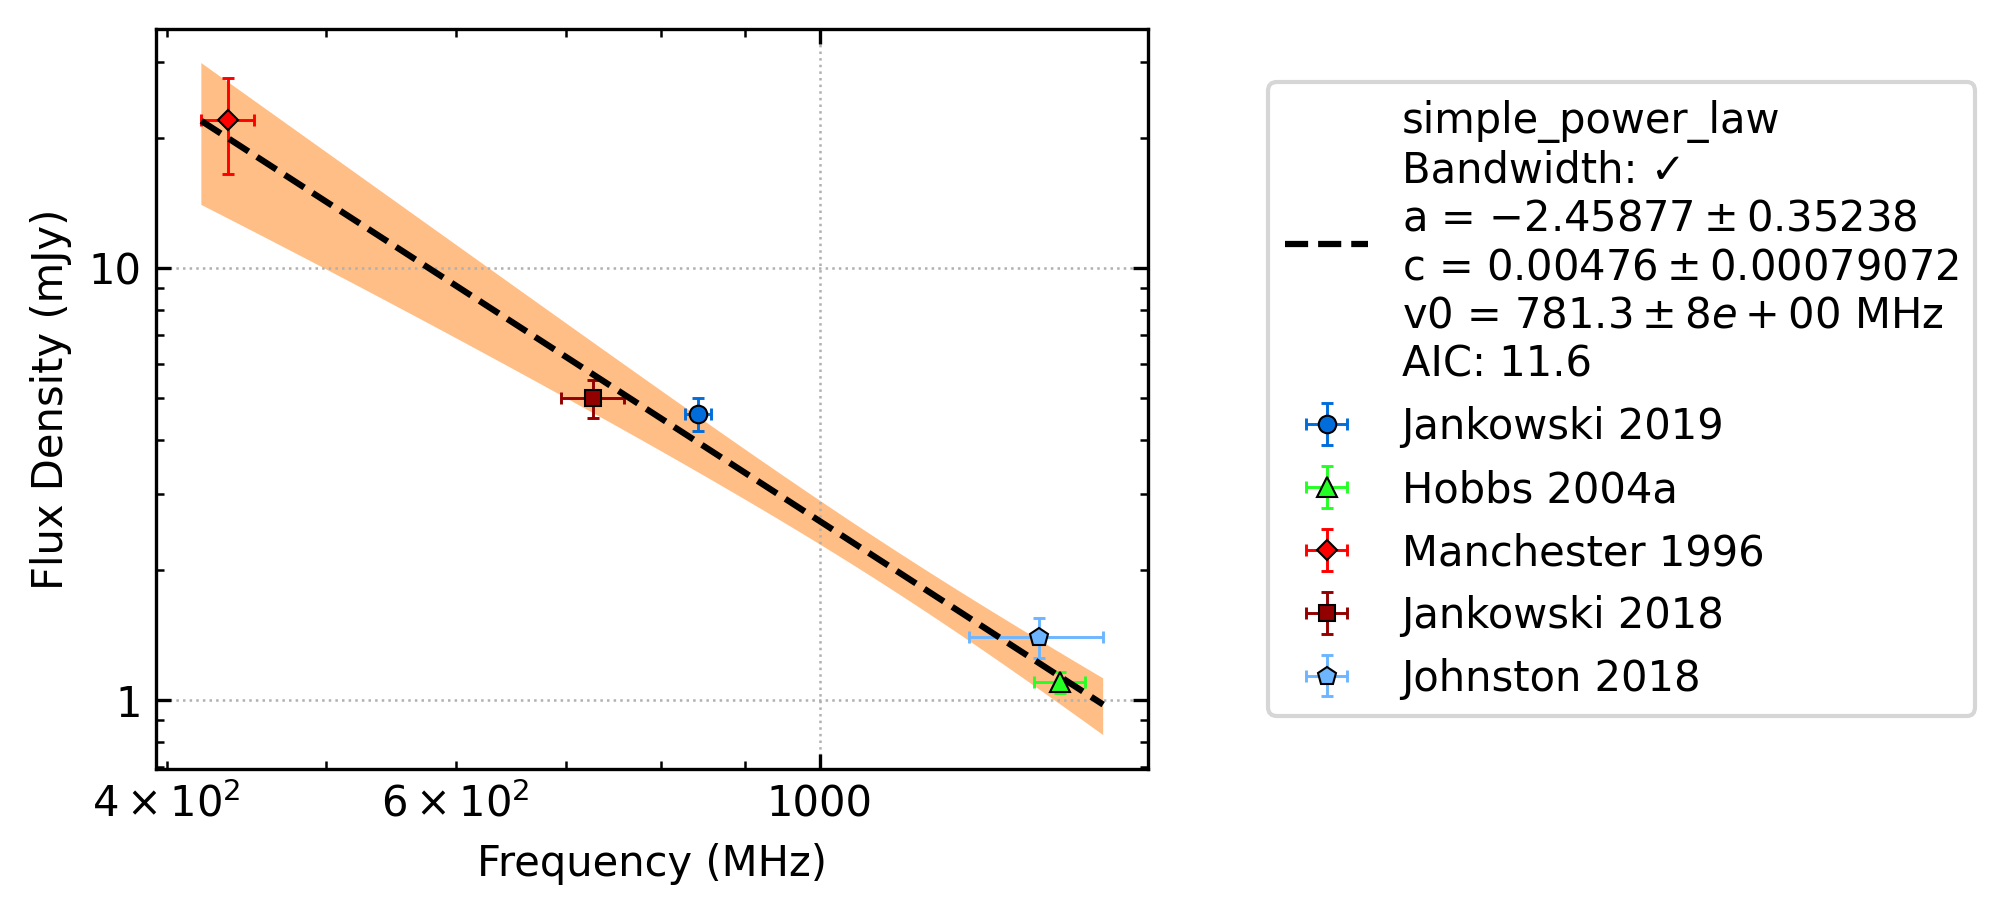 Flux Density (mJy)
10
1
4 × 10²
6 × 10²
1000
Frequency (MHz)
simple_power_law
Bandwidth: ✓
a = −2.45877 ± 0.35238
c = 0.00476 ± 0.00079072
v0 = 781.3 ± 8e + 00 MHz
AIC: 11.6
Jankowski 2019
Hobbs 2004a
Manchester 1996
Jankowski 2018
Johnston 2018